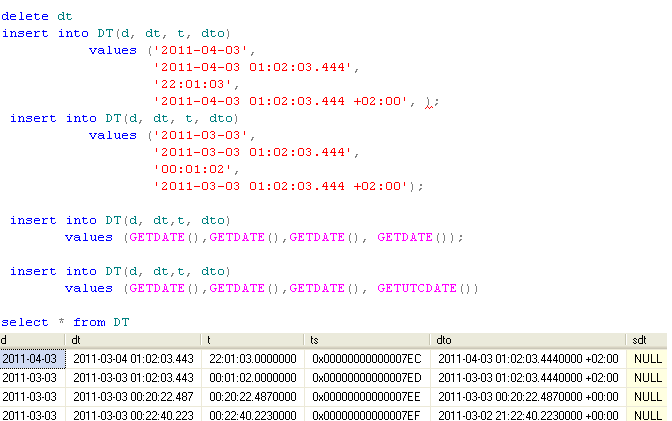 delete dt
insert into DT(d, dt, t, dto)
values ('2011-04-03',
'2011-04-03 01:02:03.444',
'22:01:03',
'2011-04-03 01:02:03.444 +02:00', );
insert into DT(d, dt, t, dto)
values ('2011-03-03',
'2011-03-03 01:02:03.444',
'00:01:02',
'2011-03-03 01:02:03.444 +02:00');
insert into DT(d, dt,t, dto)
values (GETDATE(),GETDATE(),GETDATE(), GETDATE());
insert into DT(d, dt,t, dto)
values (GETDATE(),GETDATE(),GETDATE(), GETUTCDATE())
select * from DT
d dt t ts dto sdt
2011-04-03 2011-03-04 01:02:03.443 22:01:03.0000000 0x00000000000007EC 2011-04-03 01:02:03.4440000 +02:00 NULL
2011-03-03 2011-03-03 01:02:03.443 00:01:02.0000000 0x00000000000007ED 2011-03-03 01:02:03.4440000 +02:00 NULL
2011-03-03 2011-03-03 00:20:22.487 00:20:22.4870000 0x00000000000007EE 2011-03-03 00:20:22.4870000 +00:00 NULL
2011-03-03 2011-03-03 00:22:40.223 00:22:40.2230000 0x00000000000007EF 2011-03-02 21:22:40.2230000 +00:00 NULL